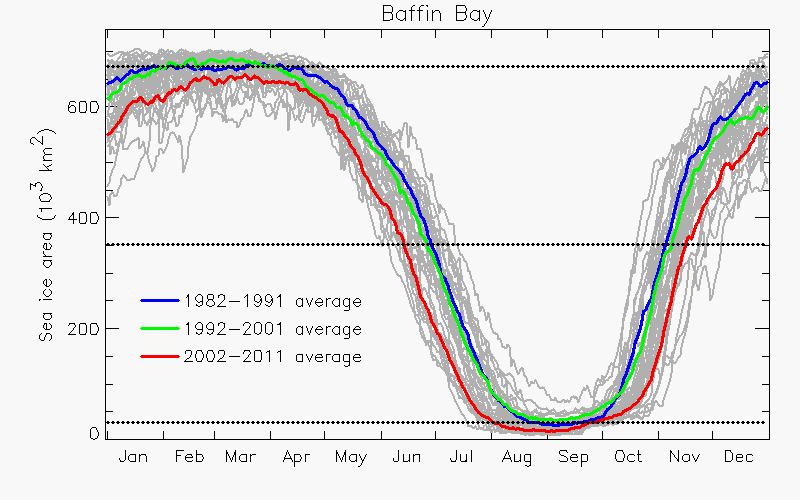 Baffin Bay
Sea ice area (10³ km²)
600
400
200
0
1982-1991 average
1992-2001 average
2002-2011 average
Jan Feb Mar Apr May Jun Jul Aug Sep Oct Nov Dec